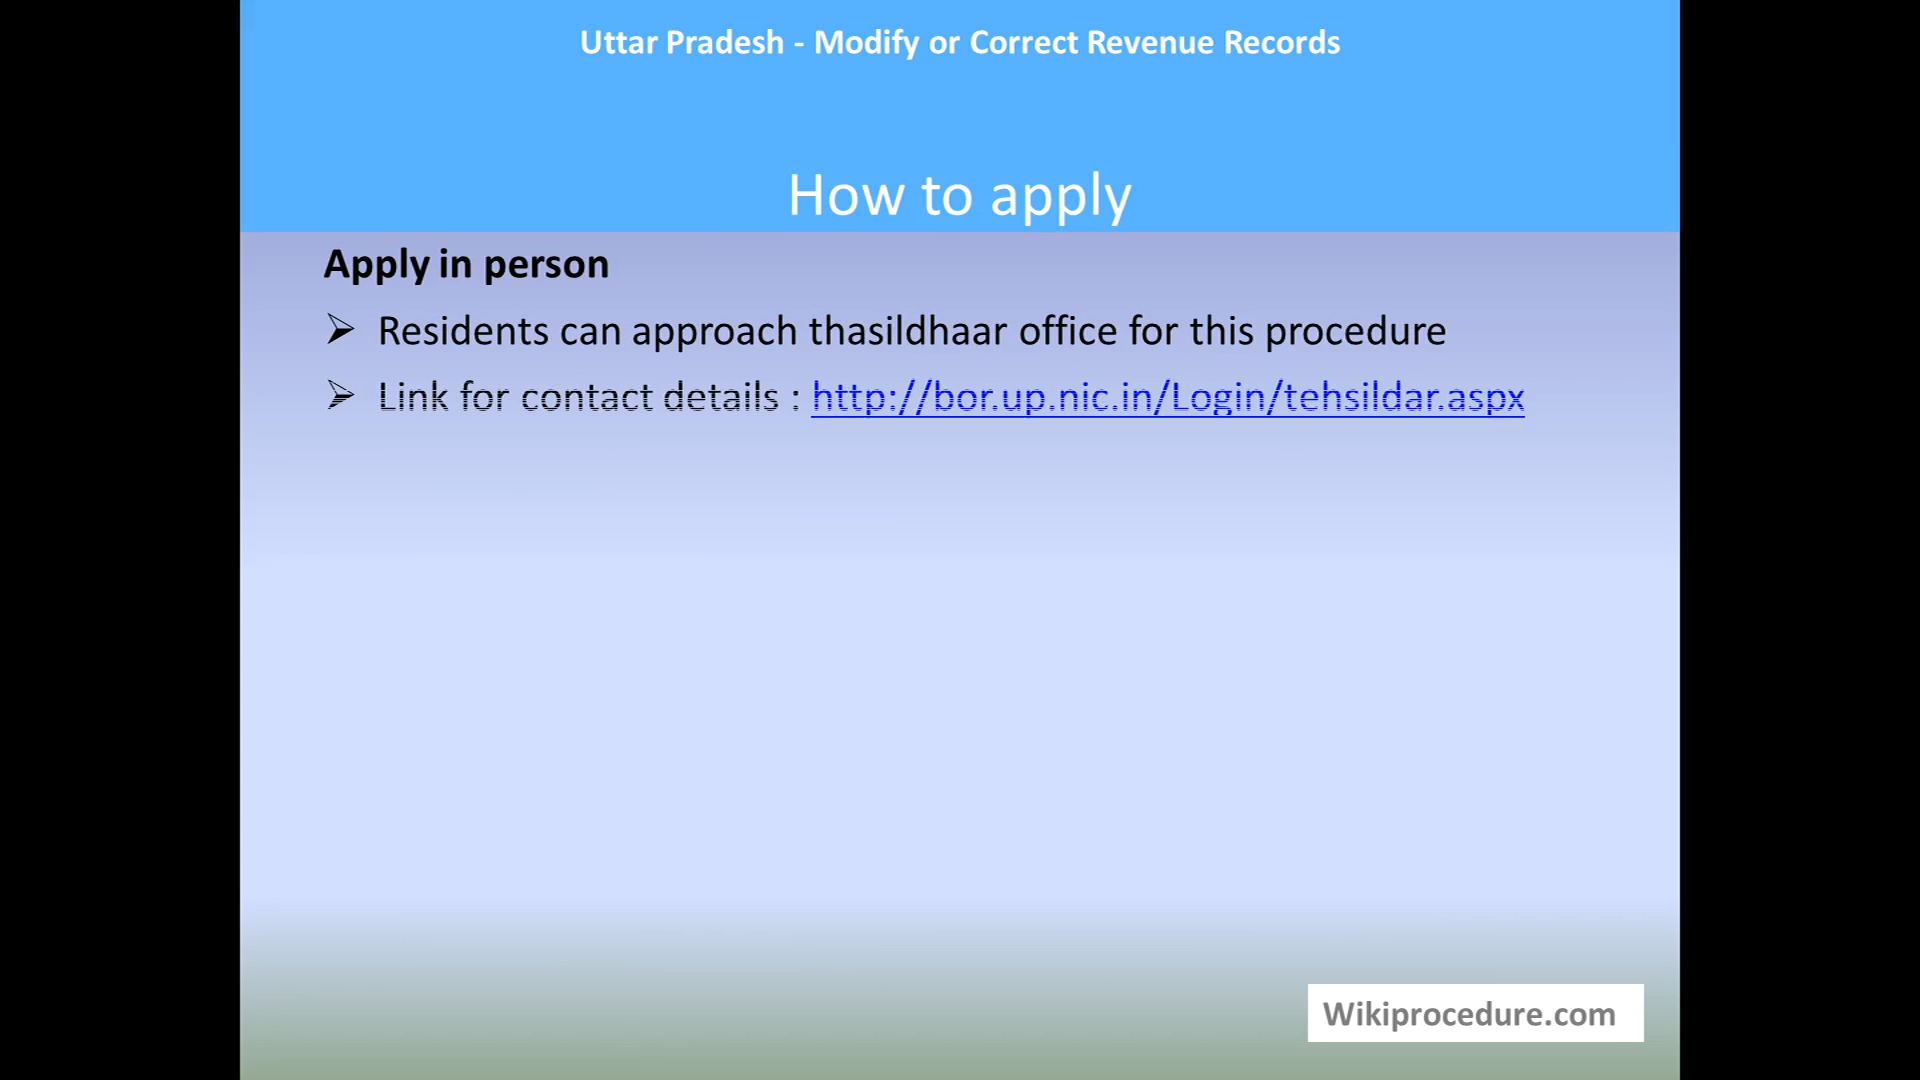 Uttar Pradesh - Modify or Correct Revenue Records
How to apply
Apply in person
➢ Residents can approach thasildhaar office for this procedure
➢ Link for contact details : http://bor.up.nic.in/Login/tehsildar.aspx
Wikiprocedure.com